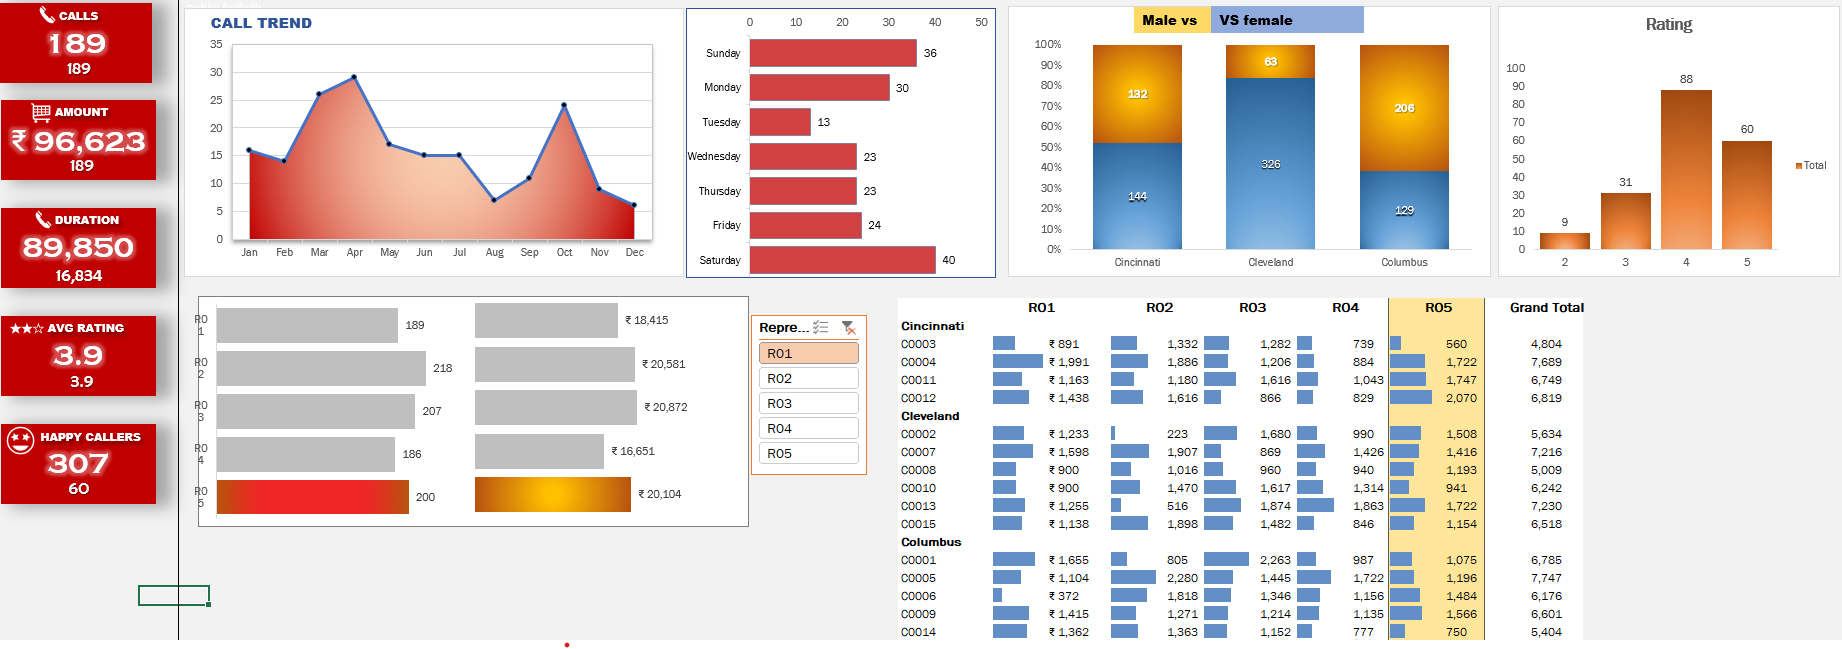 CALLS
189
189
AMOUNT
₹ 96,623
189
DURATION
89,850
16,834
AVG RATING
3.9
3.9
HAPPY CALLERS
307
60
CALL TREND
35
30
25
20
15
10
5
0
Jan Feb Mar Apr May Jun Jul Aug Sep Oct Nov Dec
0 10 20 30 40 50
Sunday 36
Monday 30
Tuesday 13
Wednesday 23
Thursday 23
Friday 24
Saturday 40
Male vs VS female
100%
90%
80%
70%
60%
50%
40%
30%
20%
10%
0%
132 63 206
144 326 129
Cincinnati Cleveland Columbus
Rating
100
90
80
70
60
50
40
30
20
10
0
9 31 88 60
2 3 4 5
Total
R01 189 ₹ 18,415
R02 218 ₹ 20,581
R03 207 ₹ 20,872
R04 186 ₹ 16,651
R05 200 ₹ 20,104
Repre...
R01
R02
R03
R04
R05
R01 R02 R03 R04 R05 Grand Total
Cincinnati
C0003 ₹ 891 1,332 1,282 739 560 4,804
C0004 ₹ 1,991 1,886 1,206 884 1,722 7,689
C0011 ₹ 1,163 1,180 1,616 1,043 1,747 6,749
C0012 ₹ 1,438 1,616 866 829 2,070 6,819
Cleveland
C0002 ₹ 1,233 223 1,680 990 1,508 5,634
C0007 ₹ 1,598 1,907 869 1,426 1,416 7,216
C0008 ₹ 900 1,016 960 940 1,193 5,009
C0010 ₹ 900 1,470 1,617 1,314 941 6,242
C0013 ₹ 1,255 516 1,874 1,863 1,722 7,230
C0015 ₹ 1,138 1,898 1,482 846 1,154 6,518
Columbus
C0001 ₹ 1,655 805 2,263 987 1,075 6,785
C0005 ₹ 1,104 2,280 1,445 1,722 1,196 7,747
C0006 ₹ 372 1,818 1,346 1,156 1,484 6,176
C0009 ₹ 1,415 1,271 1,214 1,135 1,566 6,601
C0014 ₹ 1,362 1,363 1,152 777 750 5,404